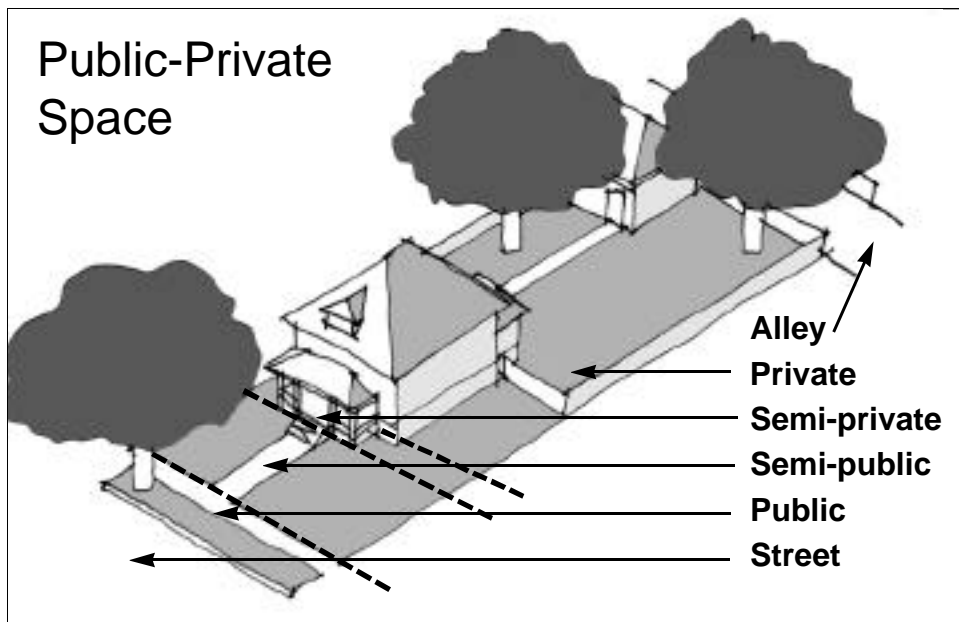 Public-Private
Space
Alley
Private
Semi-private
Semi-public
Public
Street